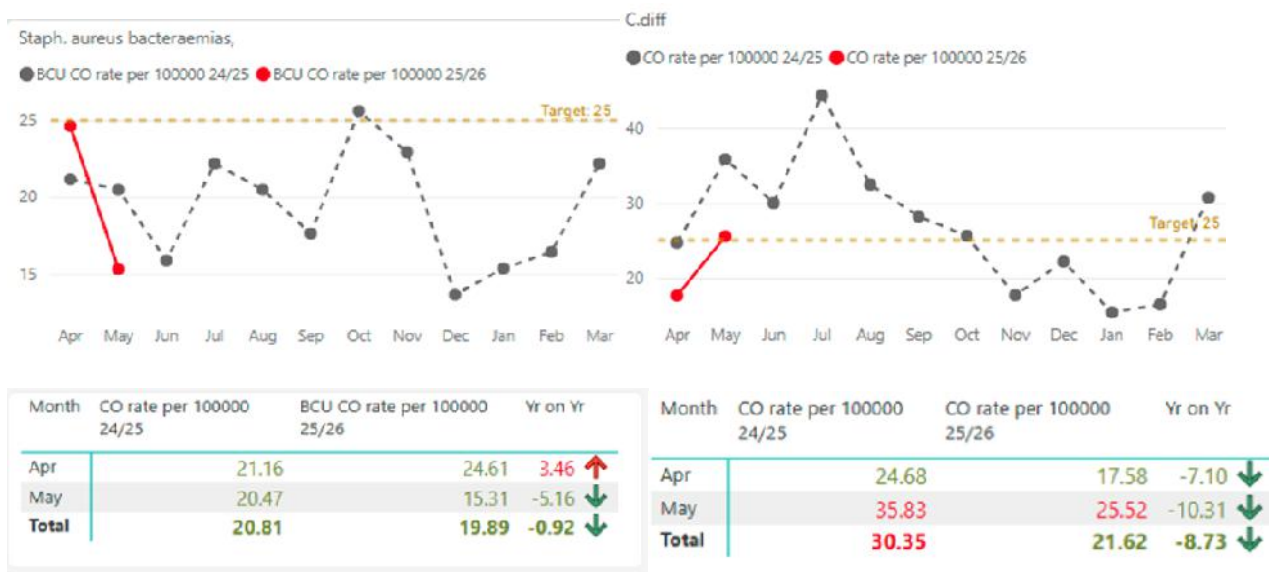 Staph. aureus bacteraemias,
BCU CO rate per 100000 24/25 BCU CO rate per 100000 25/26
Target: 25
25
20
15
Apr May Jun Jul Aug Sep Oct Nov Dec Jan Feb Mar
C.diff
CO rate per 100000 24/25 CO rate per 100000 25/26
40
30
Target: 25
20
Apr May Jun Jul Aug Sep Oct Nov Dec Jan Feb Mar
Month CO rate per 100000 24/25 BCU CO rate per 100000 25/26 Yr on Yr
Apr 21.16 24.61 3.46
May 20.47 15.31 -5.16
Total 20.81 19.89 -0.92
Month CO rate per 100000 24/25 CO rate per 100000 25/26 Yr on Yr
Apr 24.68 17.58 -7.10
May 35.83 25.52 -10.31
Total 30.35 21.62 -8.73